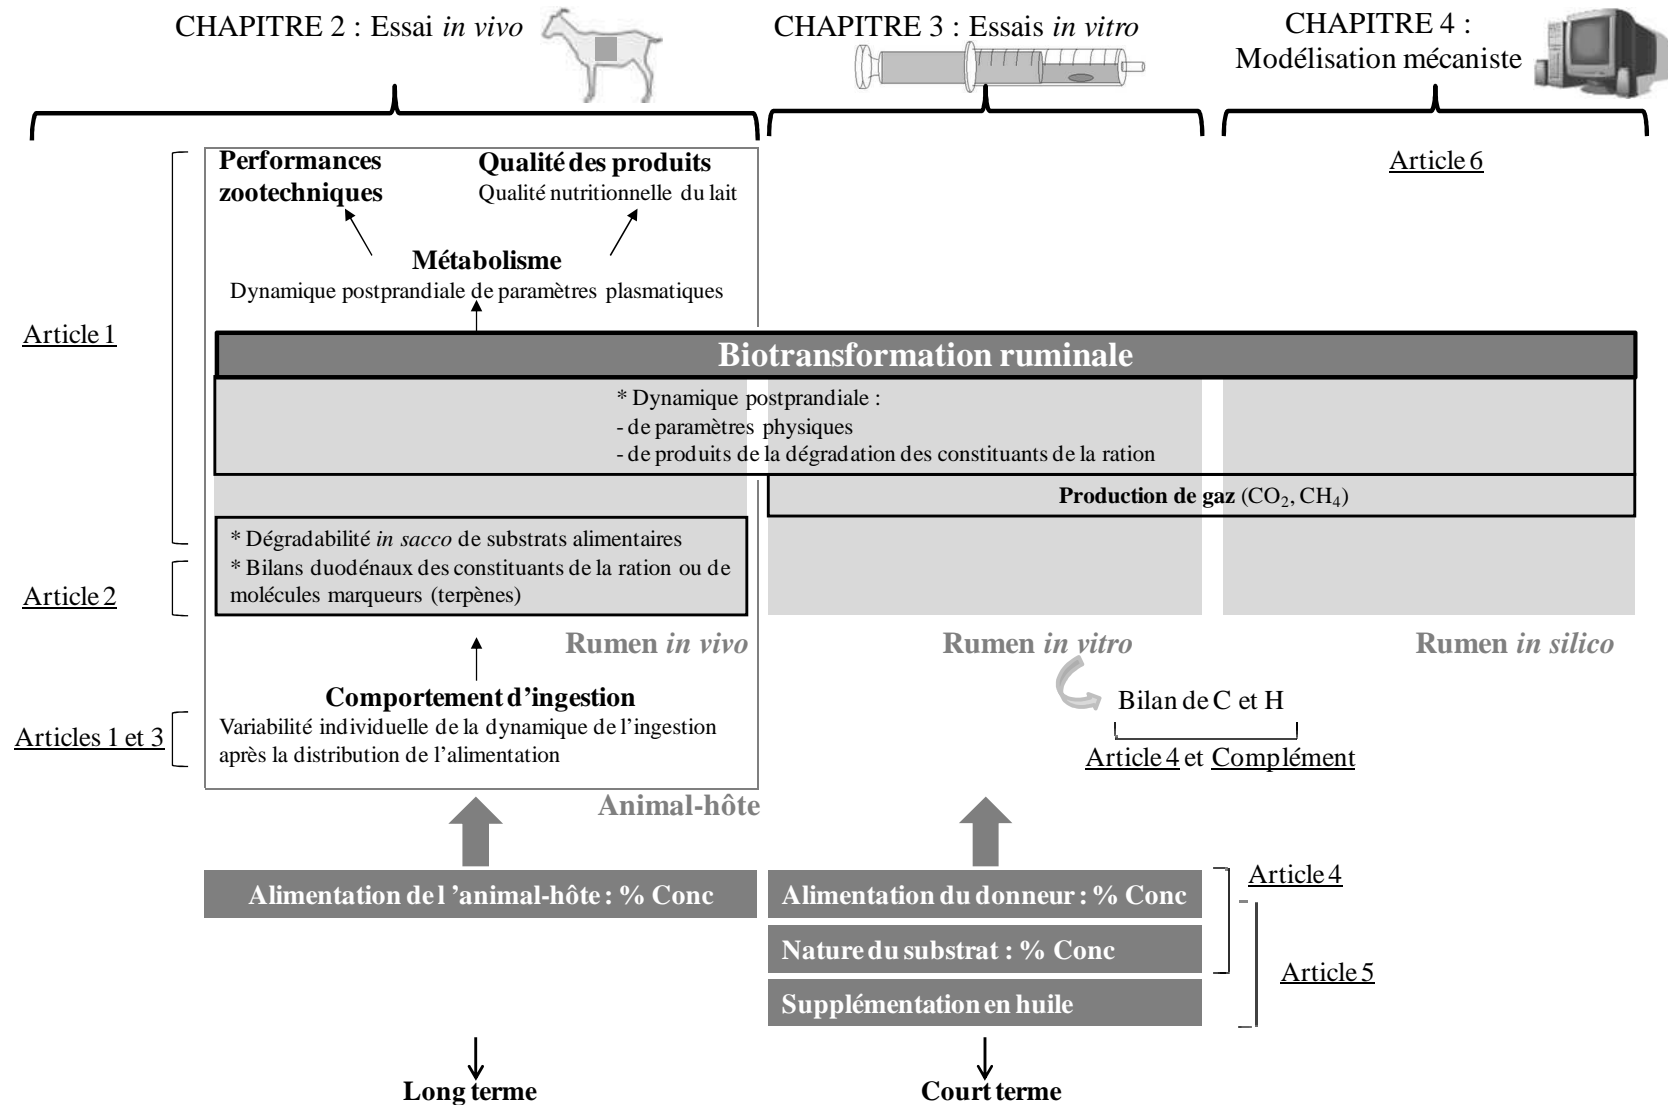 CHAPITRE 2 : Essai in vivo
CHAPITRE 3 : Essais in vitro
CHAPITRE 4 :
Modélisation mécaniste
Performances
zootechniques
Qualité des produits
Qualité nutritionnelle du lait
Article 6
Métabolisme
Dynamique postprandiale de paramètres plasmatiques
Article 1
Biotransformation ruminale
* Dynamique postprandiale :
- de paramètres physiques
- de produits de la dégradation des constituants de la ration
Production de gaz (CO₂, CH₄)
* Dégradabilité in sacco de substrats alimentaires
* Bilans duodénaux des constituants de la ration ou de
molécules marqueurs (terpènes)
Article 2
Rumen in vivo
Rumen in vitro
Rumen in silico
Comportement d’ingestion
Variabilité individuelle de la dynamique de l’ingestion
après la distribution de l’alimentation
Articles 1 et 3
Bilan de C et H
Article 4 et Complément
Animal-hôte
Alimentation de l ’animal-hôte : % Conc
Alimentation du donneur : % Conc
Nature du substrat : % Conc
Supplémentation en huile
Article 4
Article 5
Long terme
Court terme